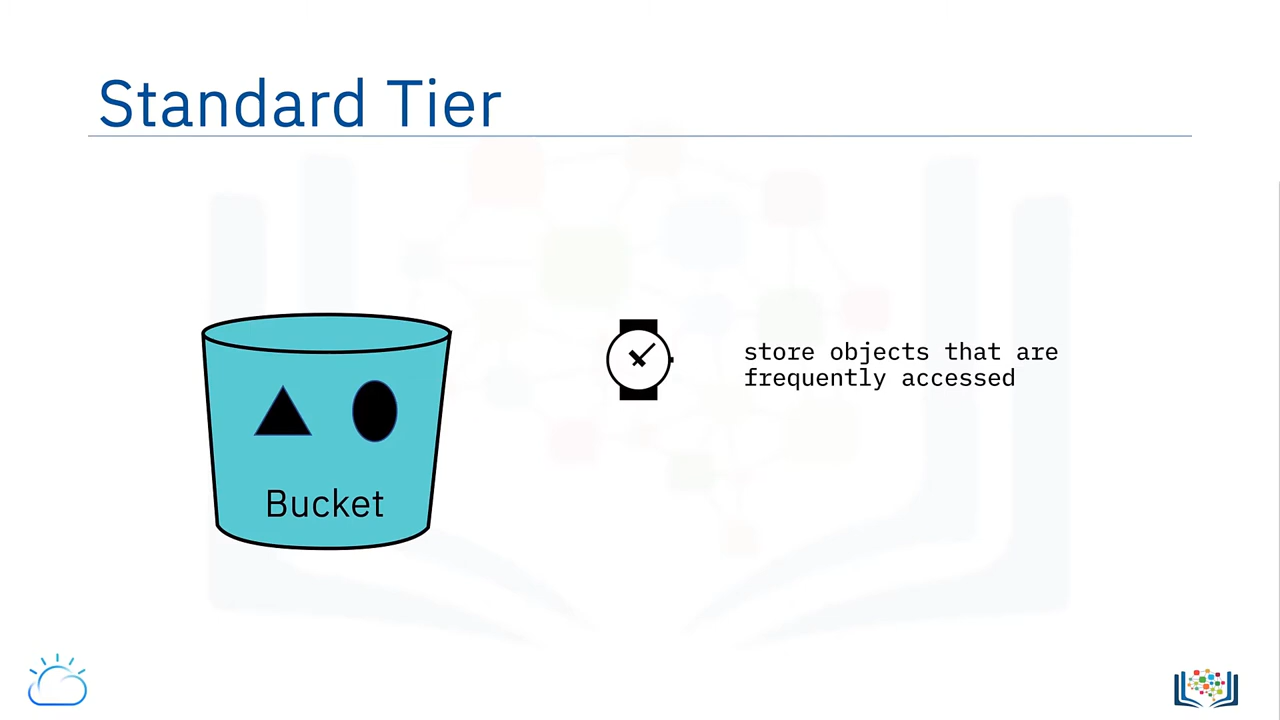 Standard Tier
store objects that are
frequently accessed
Bucket